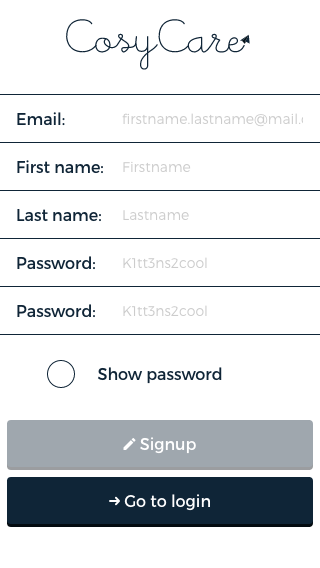 CosyCare
Email: firstname.lastname@mail.
First name: Firstname
Last name: Lastname
Password: K1tt3ns2cool
Password: K1tt3ns2cool
Show password
Signup
Go to login